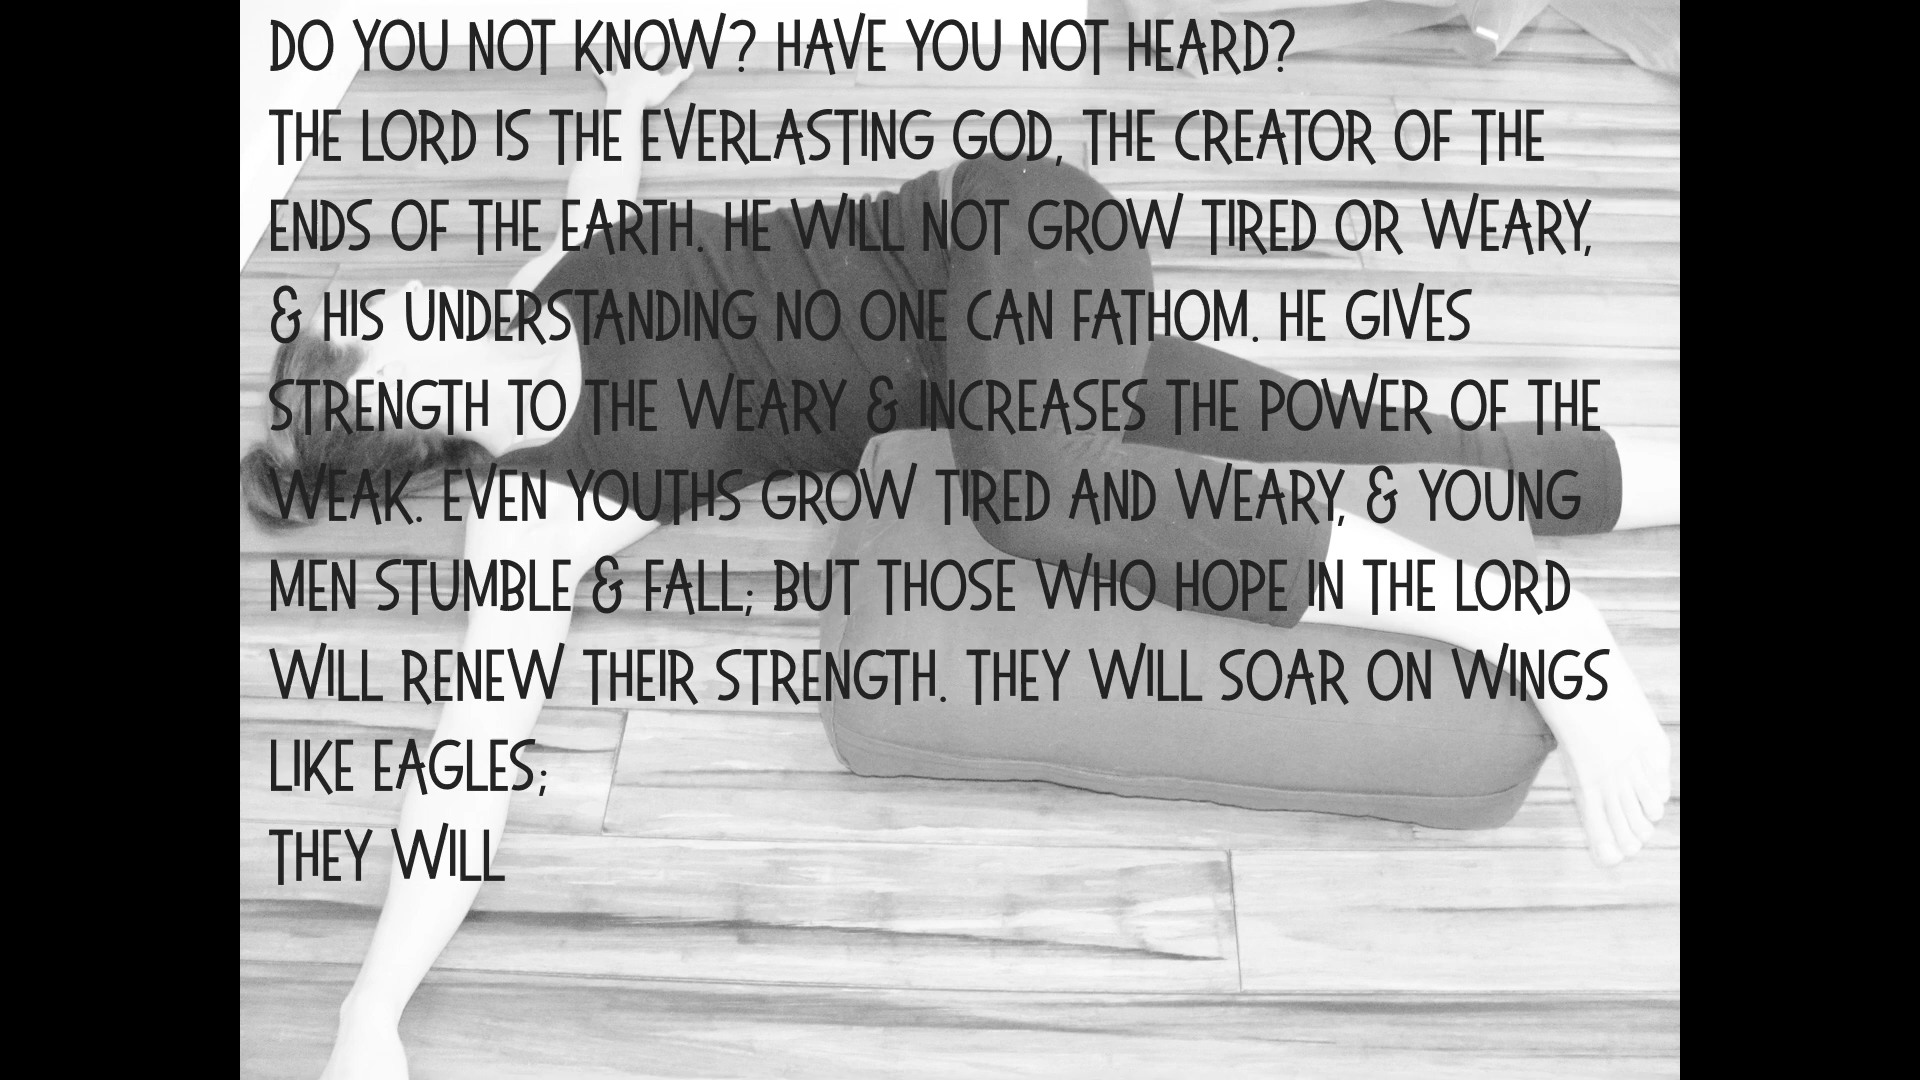 DO YOU NOT KNOW? HAVE YOU NOT HEARD?
THE LORD IS THE EVERLASTING GOD, THE CREATOR OF THE
ENDS OF THE EARTH. HE WILL NOT GROW TIRED OR WEARY,
& HIS UNDERSTANDING NO ONE CAN FATHOM. HE GIVES
STRENGTH TO THE WEARY & INCREASES THE POWER OF THE
WEAK. EVEN YOUTHS GROW TIRED AND WEARY, & YOUNG
MEN STUMBLE & FALL; BUT THOSE WHO HOPE IN THE LORD
WILL RENEW THEIR STRENGTH. THEY WILL SOAR ON WINGS
LIKE EAGLES;
THEY WILL